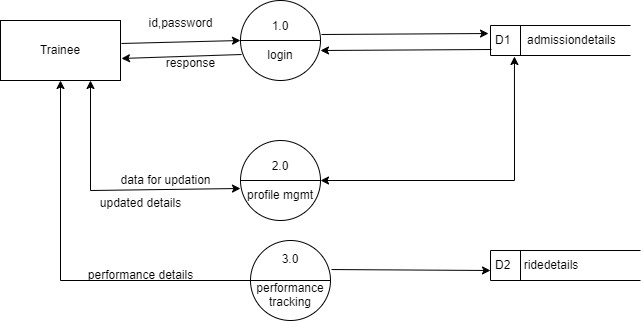 id,password
1.0
Trainee
D1 admissiondetails
login
response
2.0
data for updation
profile mgmt
updated details
3.0
D2 ridedetails
performance details
performance
tracking